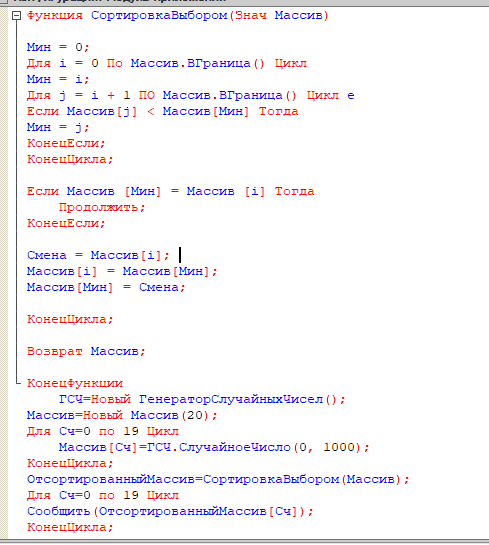 Функция СортировкаВыбором(Знач Массив)
Мин = 0;
Для i = 0 По Массив.ВГраница() Цикл
Мин = i;
Для j = i + 1 ПО Массив.ВГраница() Цикл е
Если Массив[j] < Массив[Мин] Тогда
Мин = j;
КонецЕсли;
КонецЦикла;
Если Массив [Мин] = Массив [i] Тогда
Продолжить;
КонецЕсли;
Смена = Массив[i];
Массив[i] = Массив[Мин];
Массив[Мин] = Смена;
КонецЦикла;
Возврат Массив;
КонецФункции
ГСЧ=Новый ГенераторСлучайныхЧисел();
Массив=Новый Массив(20);
Для Сч=0 по 19 Цикл
Массив[Сч]=ГСЧ.СлучайноеЧисло(0, 1000);
КонецЦикла;
ОтсортированныйМассив=СортировкаВыбором(Массив);
Для Сч=0 по 19 Цикл
Сообщить(ОтсортированныйМассив[Сч]);
КонецЦикла;